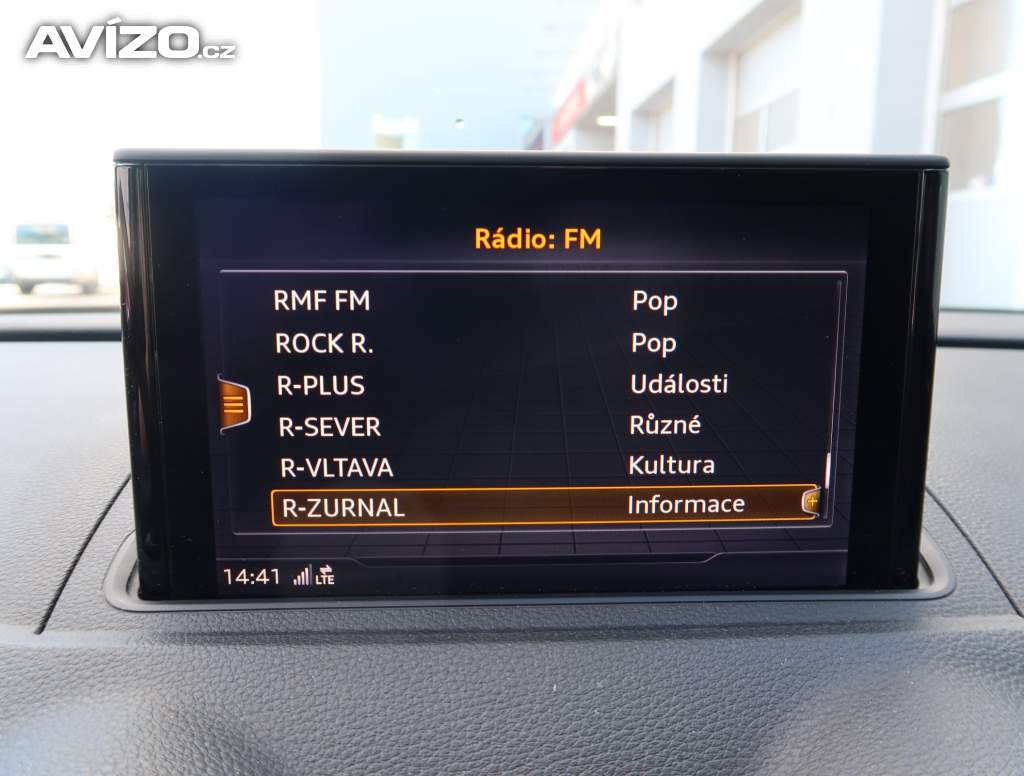 AVÍZO.cz
Rádio: FM
RMF FM Pop
ROCK R. Pop
R-PLUS Události
R-SEVER Různé
R-VLTAVA Kultura
R-ZURNAL Informace
14:41 LTE